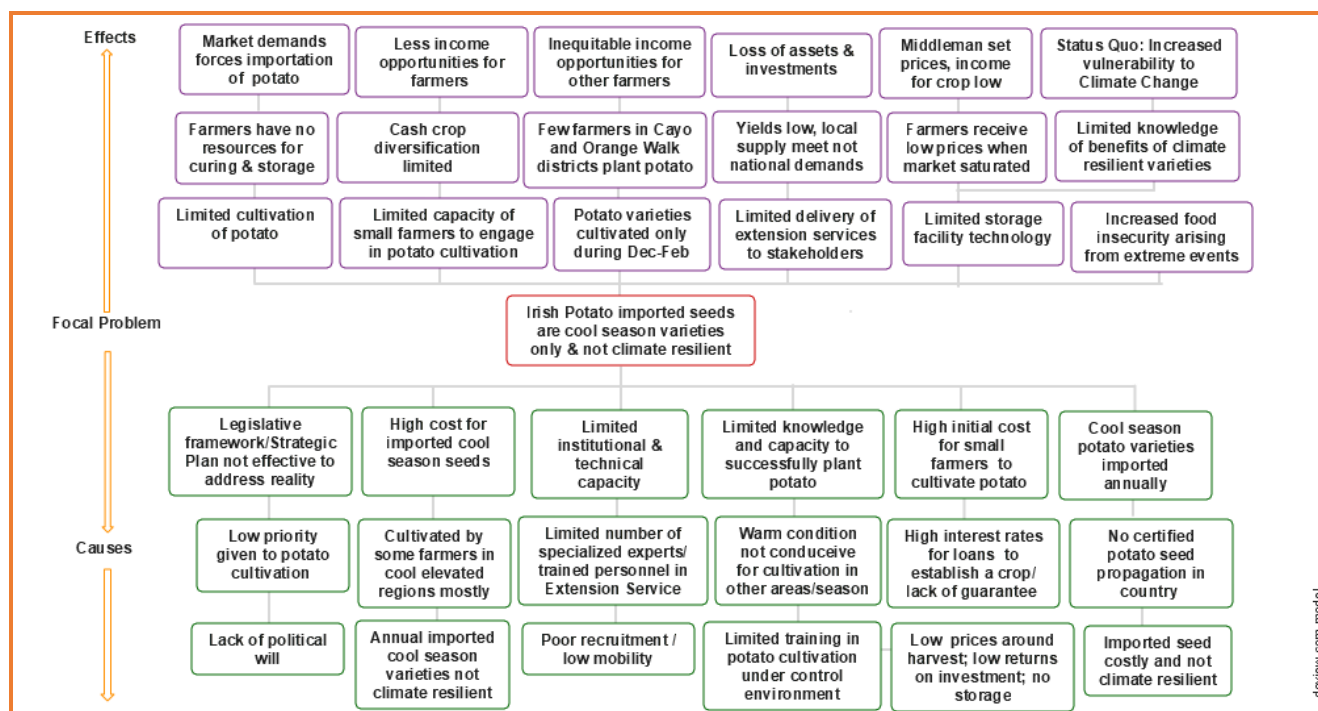 Effects
Market demands
forces importation
of potato
Less income
opportunities for
farmers
Inequitable income
opportunities for
other farmers
Loss of assets &
investments
Middleman set
prices, income
for crop low
Status Quo: Increased
vulnerability to
Climate Change
Farmers have no
resources for
curing & storage
Cash crop
diversification
limited
Few farmers in Cayo
and Orange Walk
districts plant potato
Yields low, local
supply meet not
national demands
Farmers receive
low prices when
market saturated
Limited knowledge
of benefits of climate
resilient varieties
Limited cultivation
of potato
Limited capacity of
small farmers to engage
in potato cultivation
Potato varieties
cultivated only
during Dec-Feb
Limited delivery of
extension services
to stakeholders
Limited storage
facility technology
Increased food
insecurity arising
from extreme events
Focal Problem
Irish Potato imported seeds
are cool season varieties
only & not climate resilient
Legislative
framework/Strategic
Plan not effective to
address reality
High cost for
imported cool
season seeds
Limited
institutional &
technical
capacity
Limited knowledge
and capacity to
successfully plant
potato
High initial cost
for small
farmers to
cultivate potato
Cool season
potato varieties
imported
annually
Causes
Low priority
given to potato
cultivation
Cultivated by
some farmers in
cool elevated
regions mostly
Limited number of
specialized experts/
trained personnel in
Extension Service
Warm condition
not conducive
for cultivation in
other areas/season
High interest rates
for loans to
establish a crop/
lack of guarantee
No certified
potato seed
propagation in
country
Lack of political
will
Annual imported
cool season
varieties not
climate resilient
Poor recruitment /
low mobility
Limited training in
potato cultivation
under control
environment
Low prices around
harvest; low returns
on investment; no
storage
Imported seed
costly and not
climate resilient